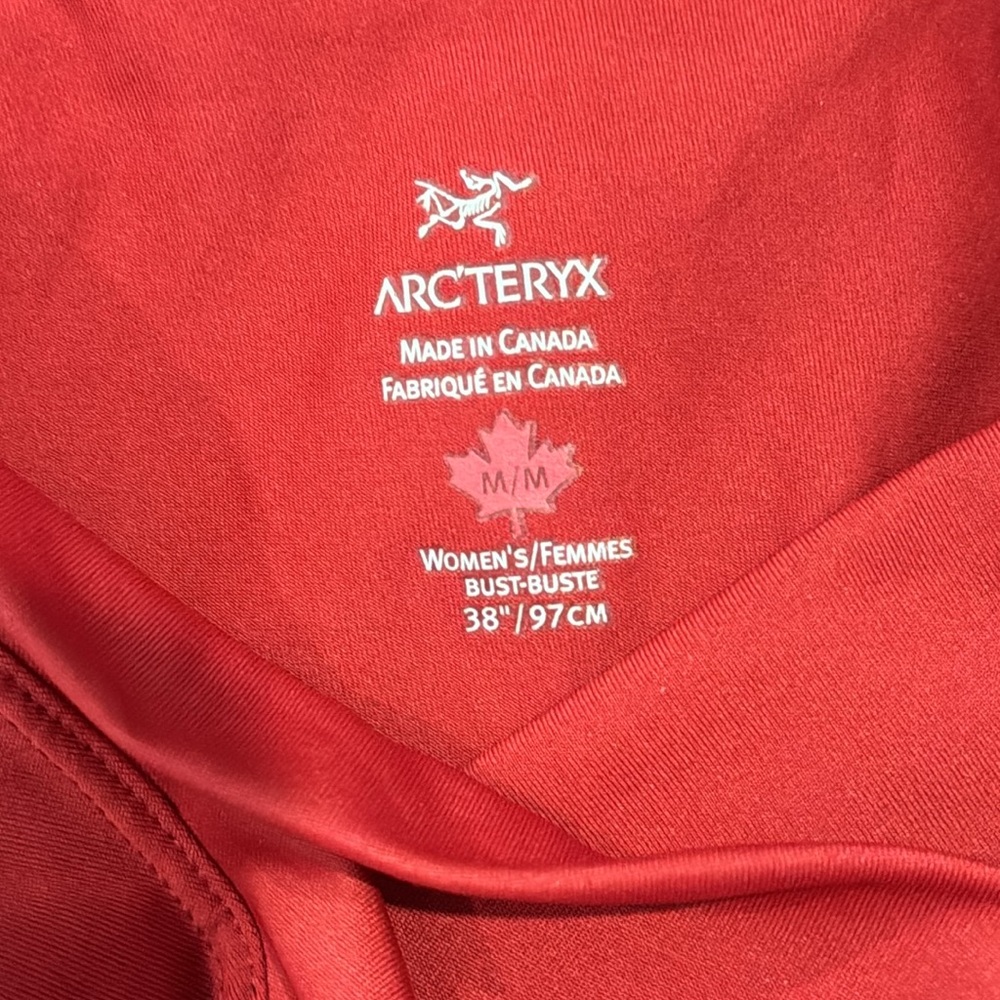 ARC'TERYX
MADE IN CANADA
FABRIQUÉ EN CANADA
M/M
WOMEN'S/FEMMES
BUST-BUSTE
38"/97CM